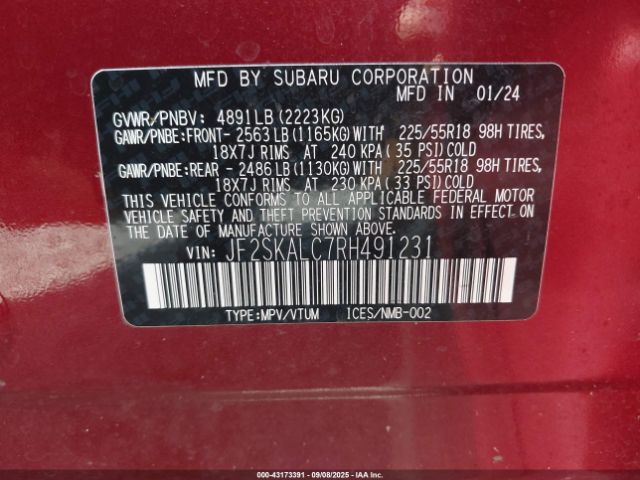 MFD BY SUBARU CORPORATION
MFD IN 01/24
GVWR/PNBV: 4891LB (2223KG)
GAWR/PNBE:FRONT- 2563 LB (1165KG) WITH 225/55R18 98H TIRES,
18X7J RIMS AT 240 KPA (35 PSI) COLD
GAWR/PNBE:REAR - 2486 LB (1130KG) WITH 225/55R18 98H TIRES,
18X7J RIMS AT 230 KPA (33 PSI) COLD
THIS VEHICLE CONFORMS TO ALL APPLICABLE FEDERAL MOTOR
VEHICLE SAFETY AND THEFT PREVENTION STANDARDS IN EFFECT ON
THE DATE OF MANUFACTURE SHOWN ABOVE.
VIN: JF2SKALC7RH491231
TYPE:MPV/VTUM ICES/NMB-002
000-43173391 - 09/08/2025 - COPYRIGHT IAA, LLC.